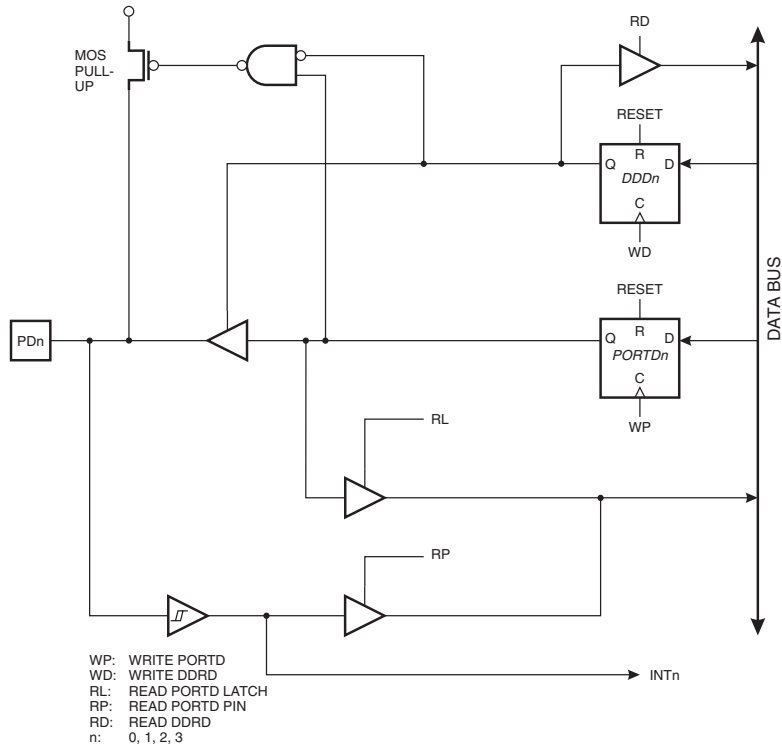 RD
MOS
PULL-
UP
RESET
R
Q
D
DDDn
C
WD
DATA BUS
RESET
R
Q
D
PORTDn
C
WP
PDn
RL
RP
INTn
WP: WRITE PORTD
WD: WRITE DDRD
RL: READ PORTD LATCH
RP: READ PORTD PIN
RD: READ DDRD
n: 0, 1, 2, 3